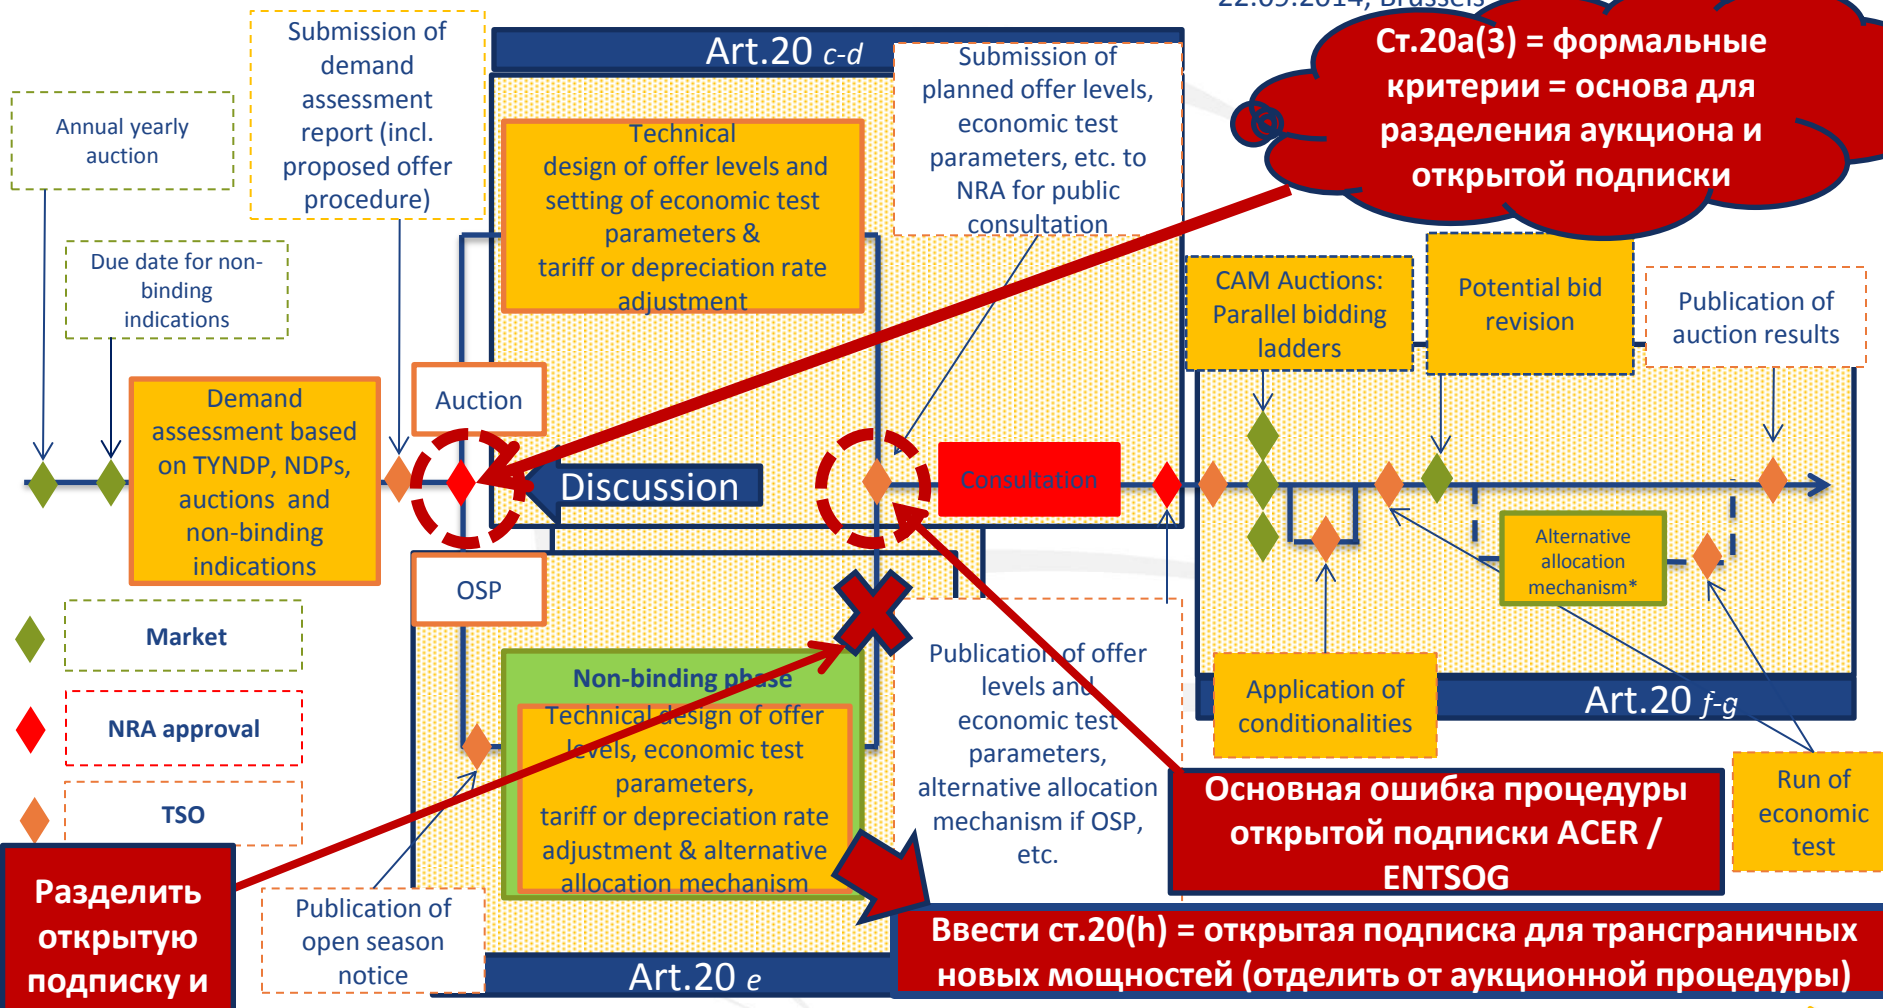 22.09.2014, Brussels
Ст.20а(3) = формальные
критерии = основа для
разделения аукциона и
открытой подписки
Art.20 c-d
Submission of
demand
assessment
report (incl.
proposed offer
procedure)
Annual yearly
auction
Due date for non-
binding
indications
Technical
design of offer levels and
setting of economic test
parameters &
tariff or depreciation rate
adjustment
Submission of
planned offer levels,
economic test
parameters, etc. to
NRA for public
consultation
CAM Auctions:
Parallel bidding
ladders
Potential bid
revision
Publication of
auction results
Demand
assessment based
on TYNDP, NDPs,
auctions and
non-binding
indications
Auction
Discussion
Consultation
OSP
Alternative
allocation
mechanism*
Market
NRA approval
TSO
Non-binding phase
Technical design of offer
levels, economic test
parameters,
tariff or depreciation rate
adjustment & alternative
allocation mechanism
Publication of offer
levels and
economic test
parameters,
alternative allocation
mechanism if OSP,
etc.
Application of
conditionalities
Art.20 f-g
Run of
economic
test
Основная ошибка процедуры
открытой подписки ACER /
ENTSOG
Разделить
открытую
подписку и
Publication of
open season
notice
Art.20 e
Ввести ст.20(h) = открытая подписка для трансграничных
новых мощностей (отделить от аукционной процедуры)